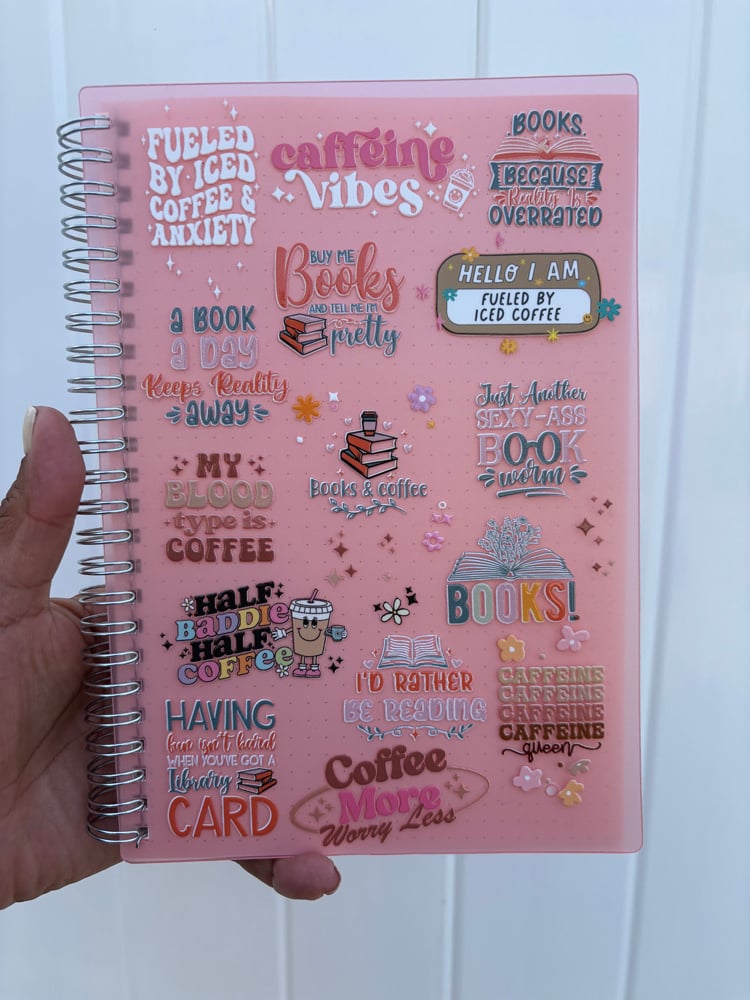 FUELED
BY ICED
COFFEE &
ANXIETY
caffeine
Vibes
BOOKS
BECAUSE
Reality Is
OVERRATED
BUY ME
Books
AND TELL ME I'M
pretty
HELLO I AM
FUELED BY
ICED COFFEE
a BOOK
a DAY
Keeps Reality
away
Just Another
SEXY-ASS
BOOK
worm
Books & coffee
MY
BLOOD
type is
COFFEE
BOOKS!
HALF
BADDIE
HALF
COFFEE
I'D RATHER
BE READING
CAFFEINE
CAFFEINE
CAFFEINE
CAFFEINE
queen
HAVING
fun isn't hard
WHEN YOU'VE GOT A
Library
CARD
Coffee
More
Worry Less